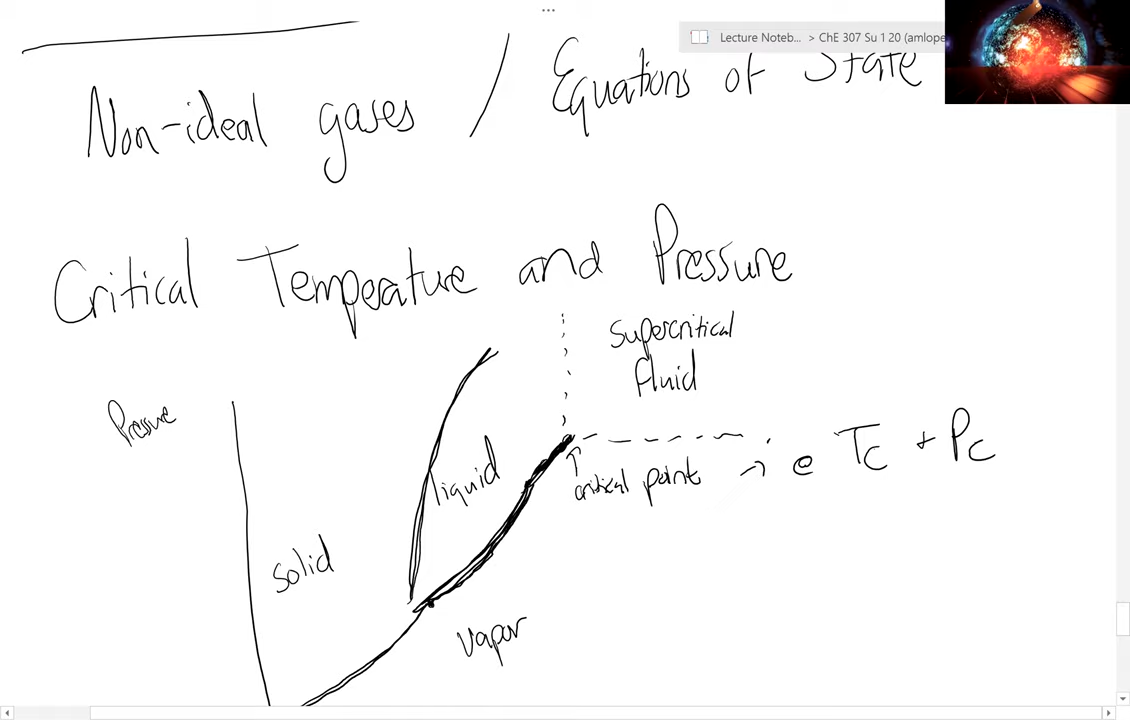 Lecture Noteb... > ChE 307 Su 1 20 (amlope
Non-ideal gases / Equations of State
Critical Temperature and Pressure
supercritical
fluid
Pressure
liquid
critical point → @ Tc + Pc
solid
vapor